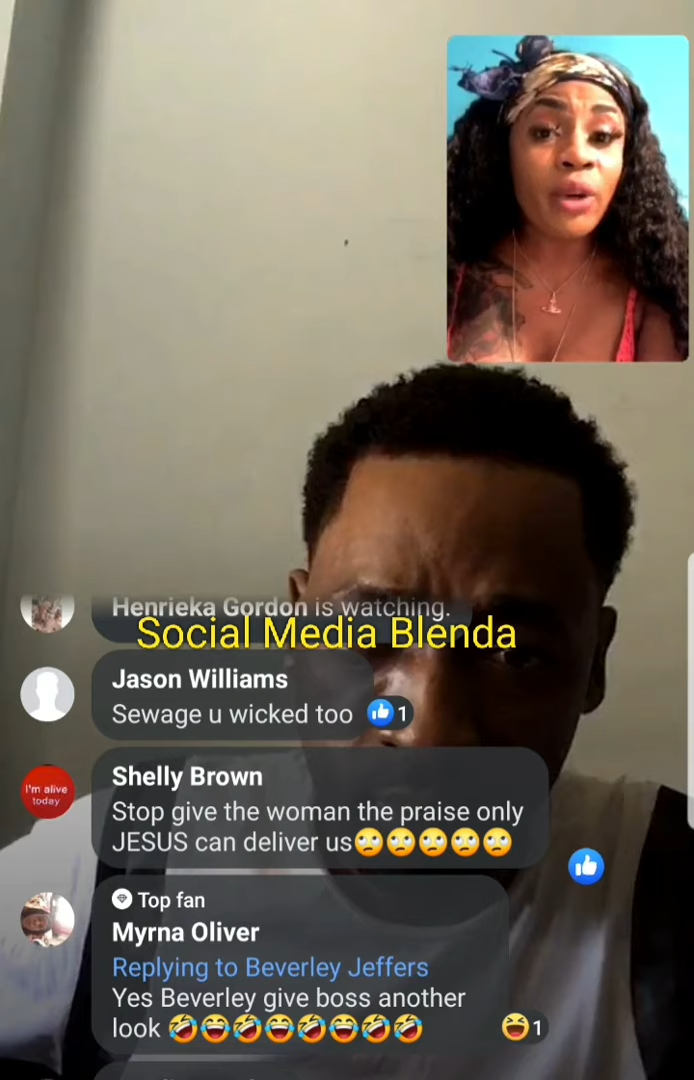 Henrieka Gordon is watching.
Social Media Blenda
Jason Williams
Sewage u wicked too
1
I'm alive
today
Shelly Brown
Stop give the woman the praise only
JESUS can deliver us🙄🙄🙄🙄🙄
Top fan
Myrna Oliver
Replying to Beverley Jeffers
Yes Beverley give boss another
look 🤣😂🤣😂🤣😂🤣🤣
1